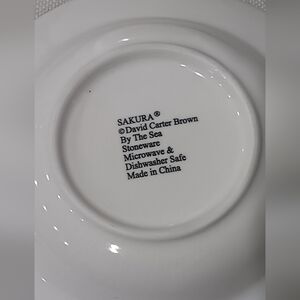 SAKURA®
©David Carter Brown
By The Sea
Stoneware
Microwave &
Dishwasher Safe
Made in China